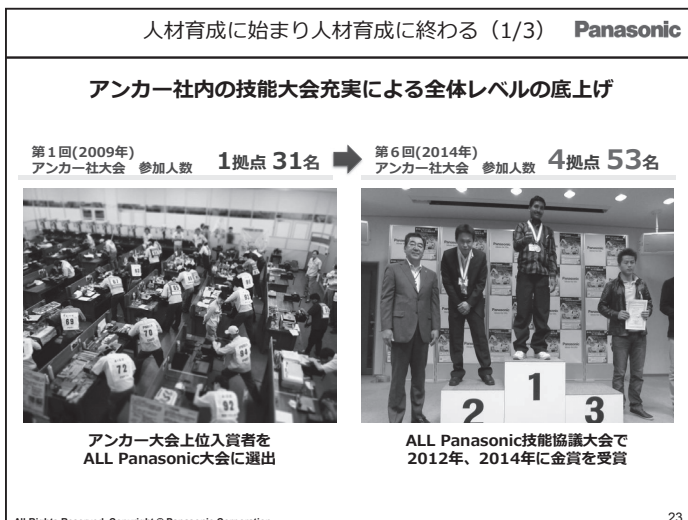 人材育成に始まり人材育成に終わる（1/3）
Panasonic
アンカー社内の技能大会充実による全体レベルの底上げ
第１回(2009年)
アンカー社大会　参加人数　1拠点 31名
第６回(2014年)
アンカー社大会　参加人数　4拠点 53名
69
72
70
94
92
Panasonic
2
1
3
アンカー大会上位入賞者を
ALL Panasonic大会に選出
ALL Panasonic技能協議大会で
2012年、2014年に金賞を受賞
All Rights Reserved, Copyright © Panasonic Corporation
23